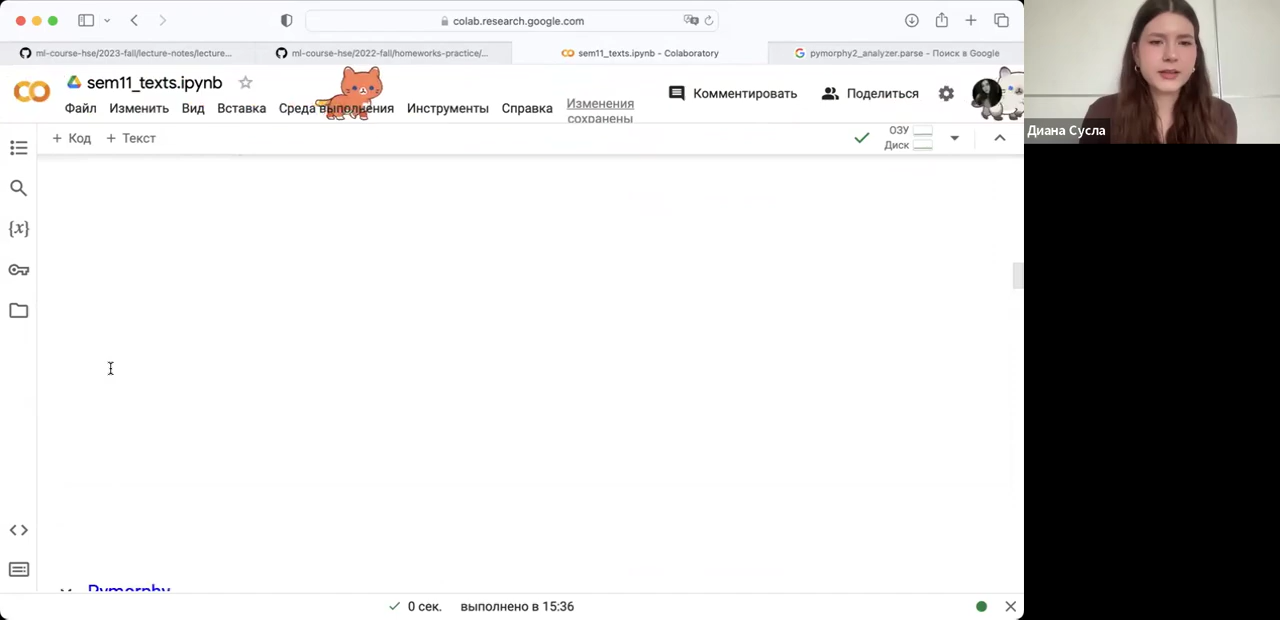 colab.research.google.com
ml-course-hse/2023-fall/lecture-notes/lecture...
ml-course-hse/2022-fall/homeworks-practice/...
sem11_texts.ipynb - Colaboratory
pymorphy2_analyzer.parse - Поиск в Google
sem11_texts.ipynb
Файл Изменить Вид Вставка Среда выполнения Инструменты Справка Изменения сохранены
Комментировать
Поделиться
+ Код + Текст
ОЗУ
Диск
{x}
Pymorphy
0 сек. выполнено в 15:36
Диана Сусла